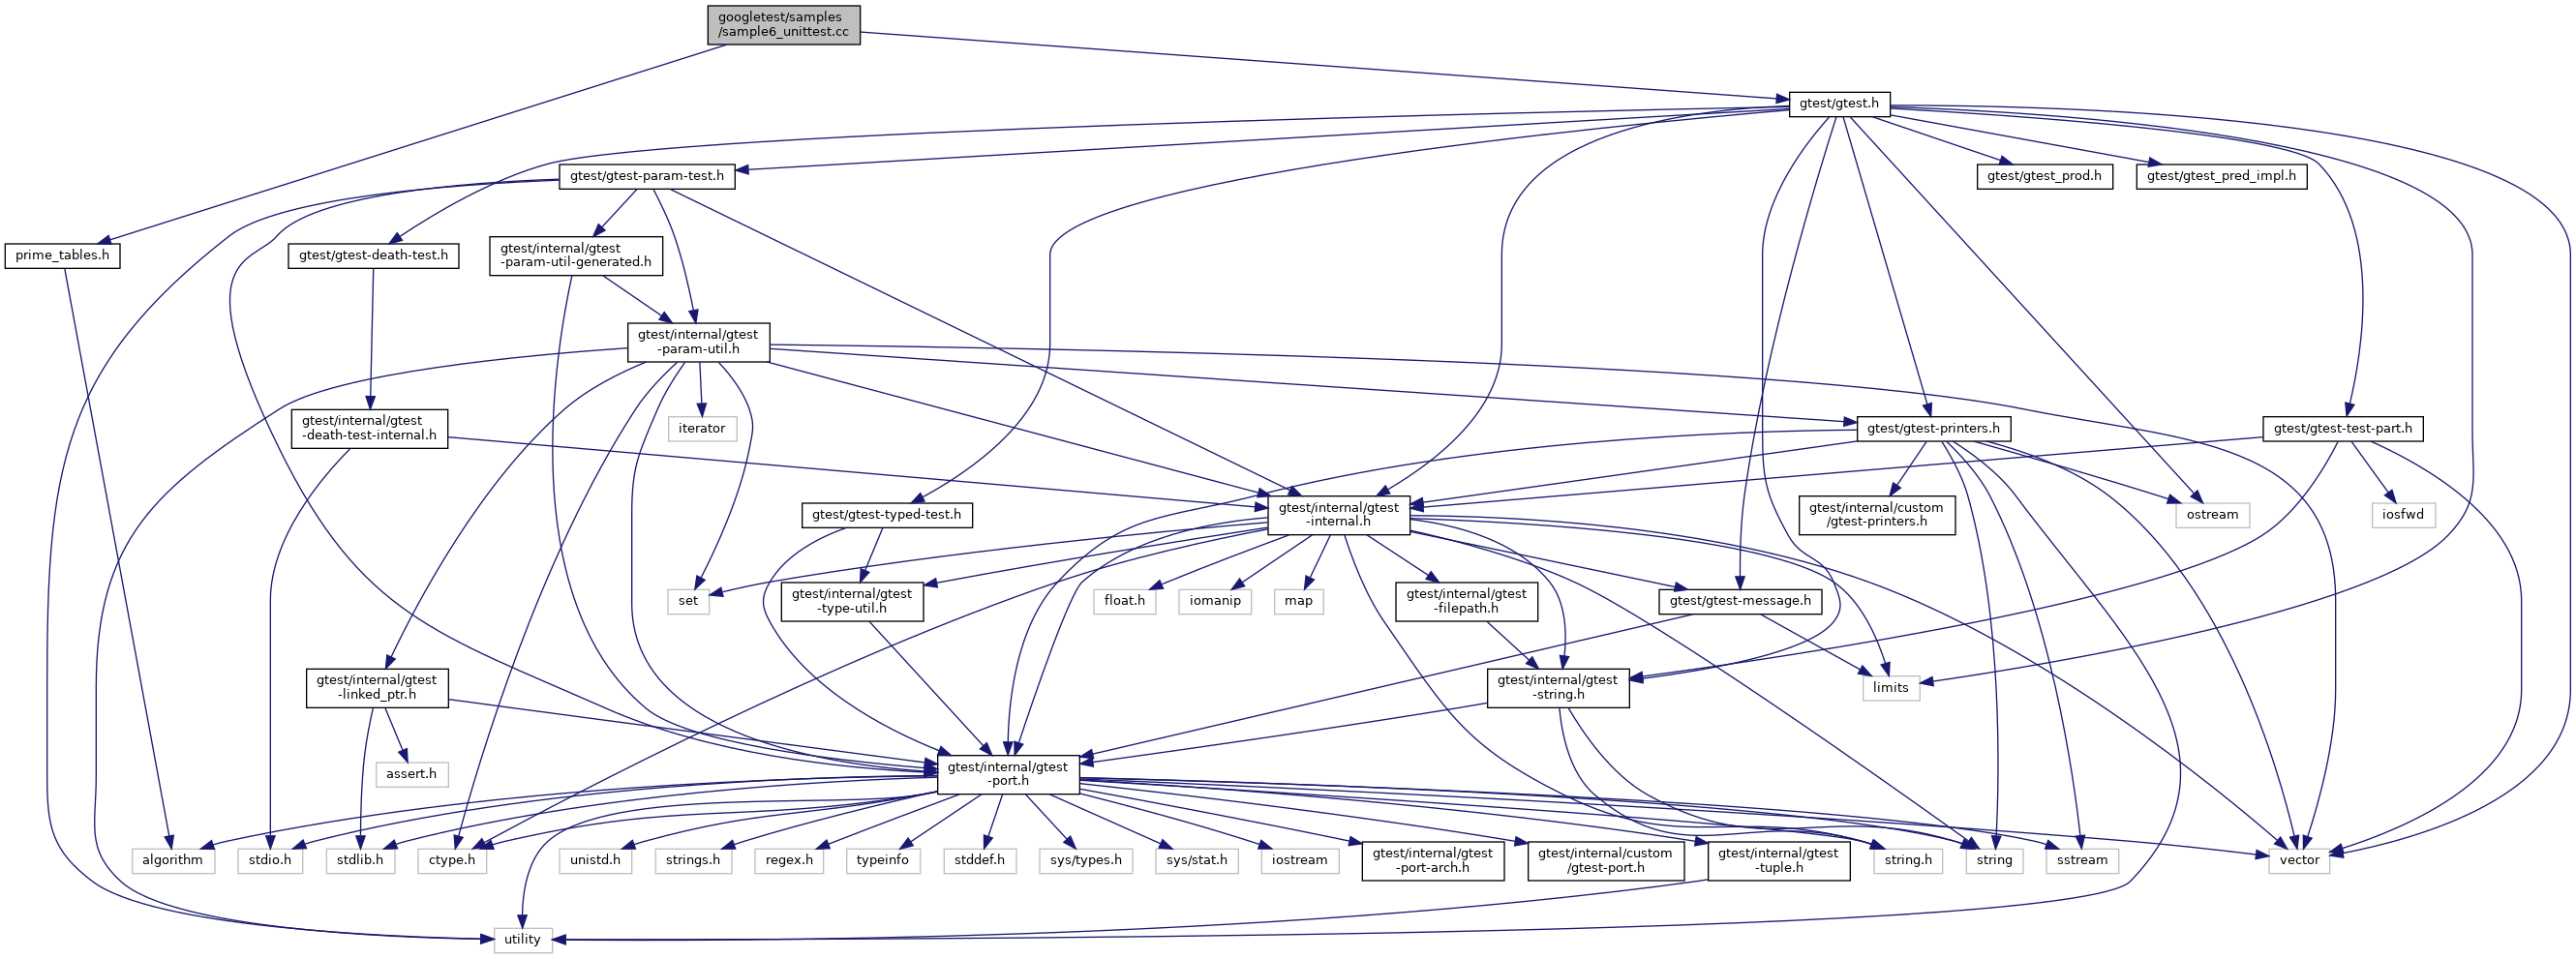 googletest/samples
/sample6_unittest.cc
gtest/gtest.h
gtest/gtest-param-test.h
gtest/gtest_prod.h
gtest/gtest_pred_impl.h
prime_tables.h
gtest/gtest-death-test.h
gtest/internal/gtest
-param-util-generated.h
gtest/internal/gtest
-param-util.h
gtest/internal/gtest
-death-test-internal.h
iterator
gtest/gtest-printers.h
gtest/gtest-test-part.h
gtest/gtest-typed-test.h
gtest/internal/gtest
-internal.h
gtest/internal/custom
/gtest-printers.h
ostream
iosfwd
set
gtest/internal/gtest
-type-util.h
float.h
iomanip
map
gtest/internal/gtest
-filepath.h
gtest/gtest-message.h
gtest/internal/gtest
-linked_ptr.h
gtest/internal/gtest
-string.h
limits
assert.h
gtest/internal/gtest
-port.h
algorithm
stdio.h
stdlib.h
ctype.h
unistd.h
strings.h
regex.h
typeinfo
stddef.h
sys/types.h
sys/stat.h
iostream
gtest/internal/gtest
-port-arch.h
gtest/internal/custom
/gtest-port.h
gtest/internal/gtest
-tuple.h
string.h
string
sstream
vector
utility